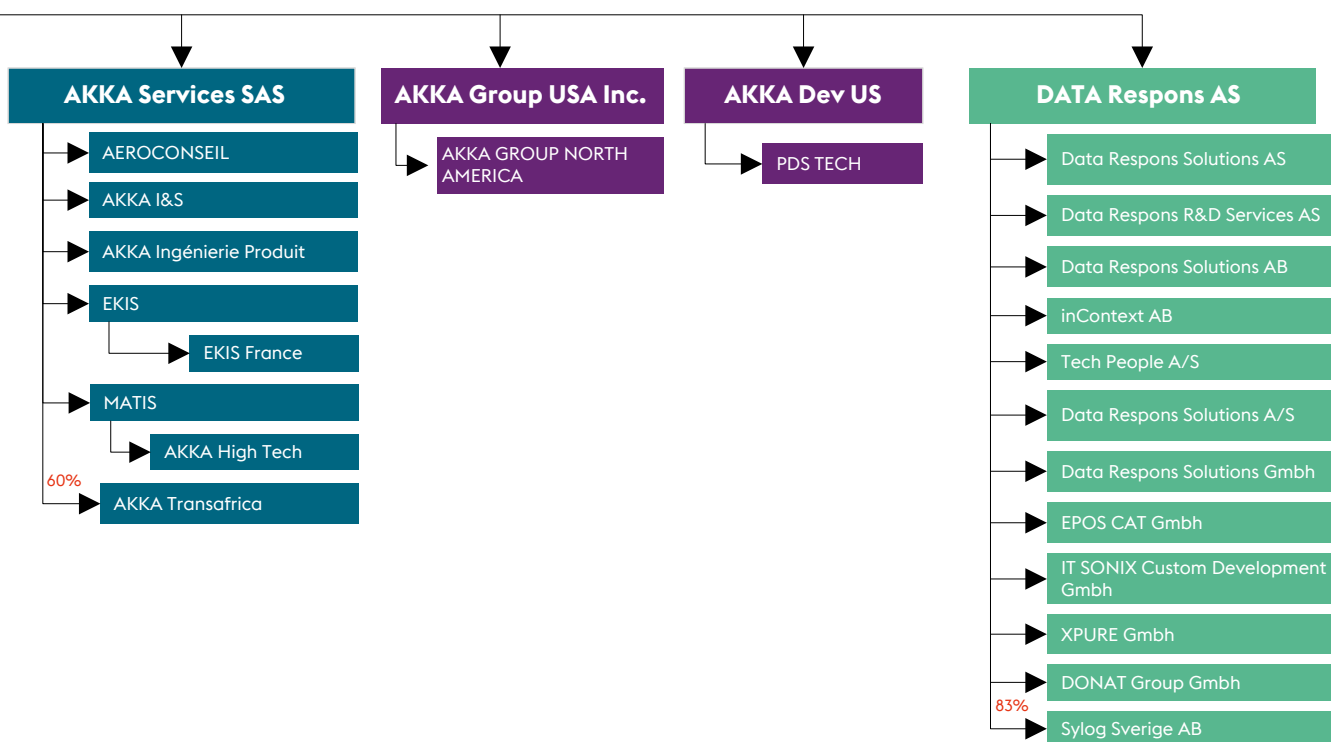 AKKA Services SAS
AEROCONSEIL
AKKA I&S
AKKA Ingénierie Produit
EKIS
EKIS France
MATIS
AKKA High Tech
60%
AKKA Transafrica
AKKA Group USA Inc.
AKKA GROUP NORTH
AMERICA
AKKA Dev US
PDS TECH
DATA Respons AS
Data Respons Solutions AS
Data Respons R&D Services AS
Data Respons Solutions AB
inContext AB
Tech People A/S
Data Respons Solutions A/S
Data Respons Solutions Gmbh
EPOS CAT Gmbh
IT SONIX Custom Development
Gmbh
XPURE Gmbh
DONAT Group Gmbh
83%
Sylog Sverige AB